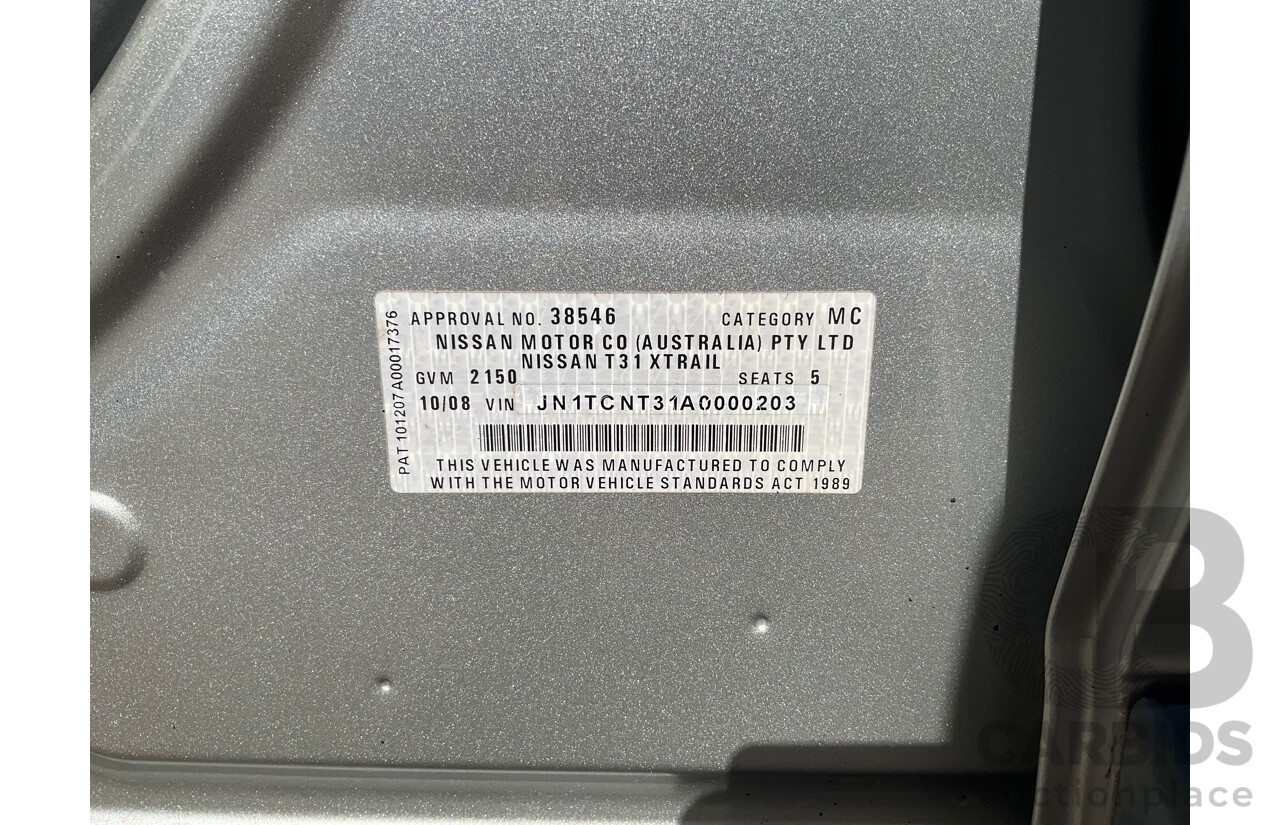 APPROVAL NO. 38546 CATEGORY MC
NISSAN MOTOR CO (AUSTRALIA) PTY LTD
NISSAN T31 XTRAIL
GVM 2150 SEATS 5
10/08 VIN JN1TCNT31A0000203
THIS VEHICLE WAS MANUFACTURED TO COMPLY
WITH THE MOTOR VEHICLE STANDARDS ACT 1989
PAT 101207A00017376
CARBIDS
auctionplace